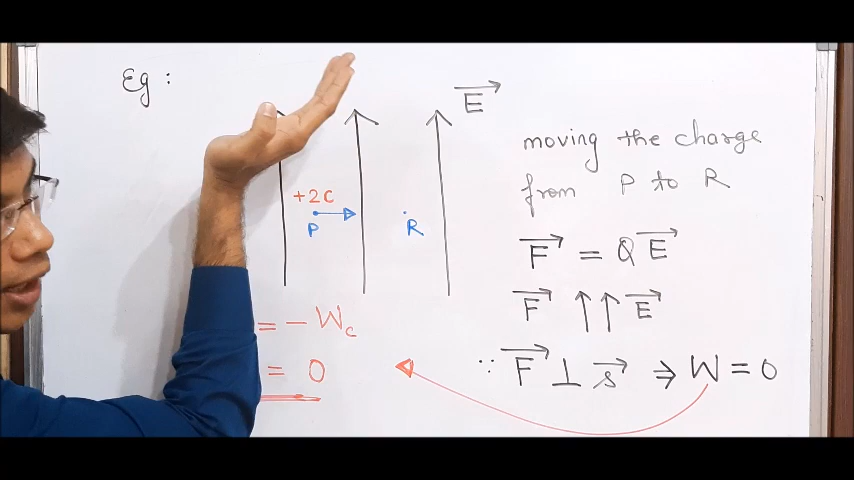 Eg :
E
+2C
P
R
moving the charge
from P to R
F = QE
F ↑↑ E
∵ F ⊥ s ⇒ W = 0
= − Wc
= 0